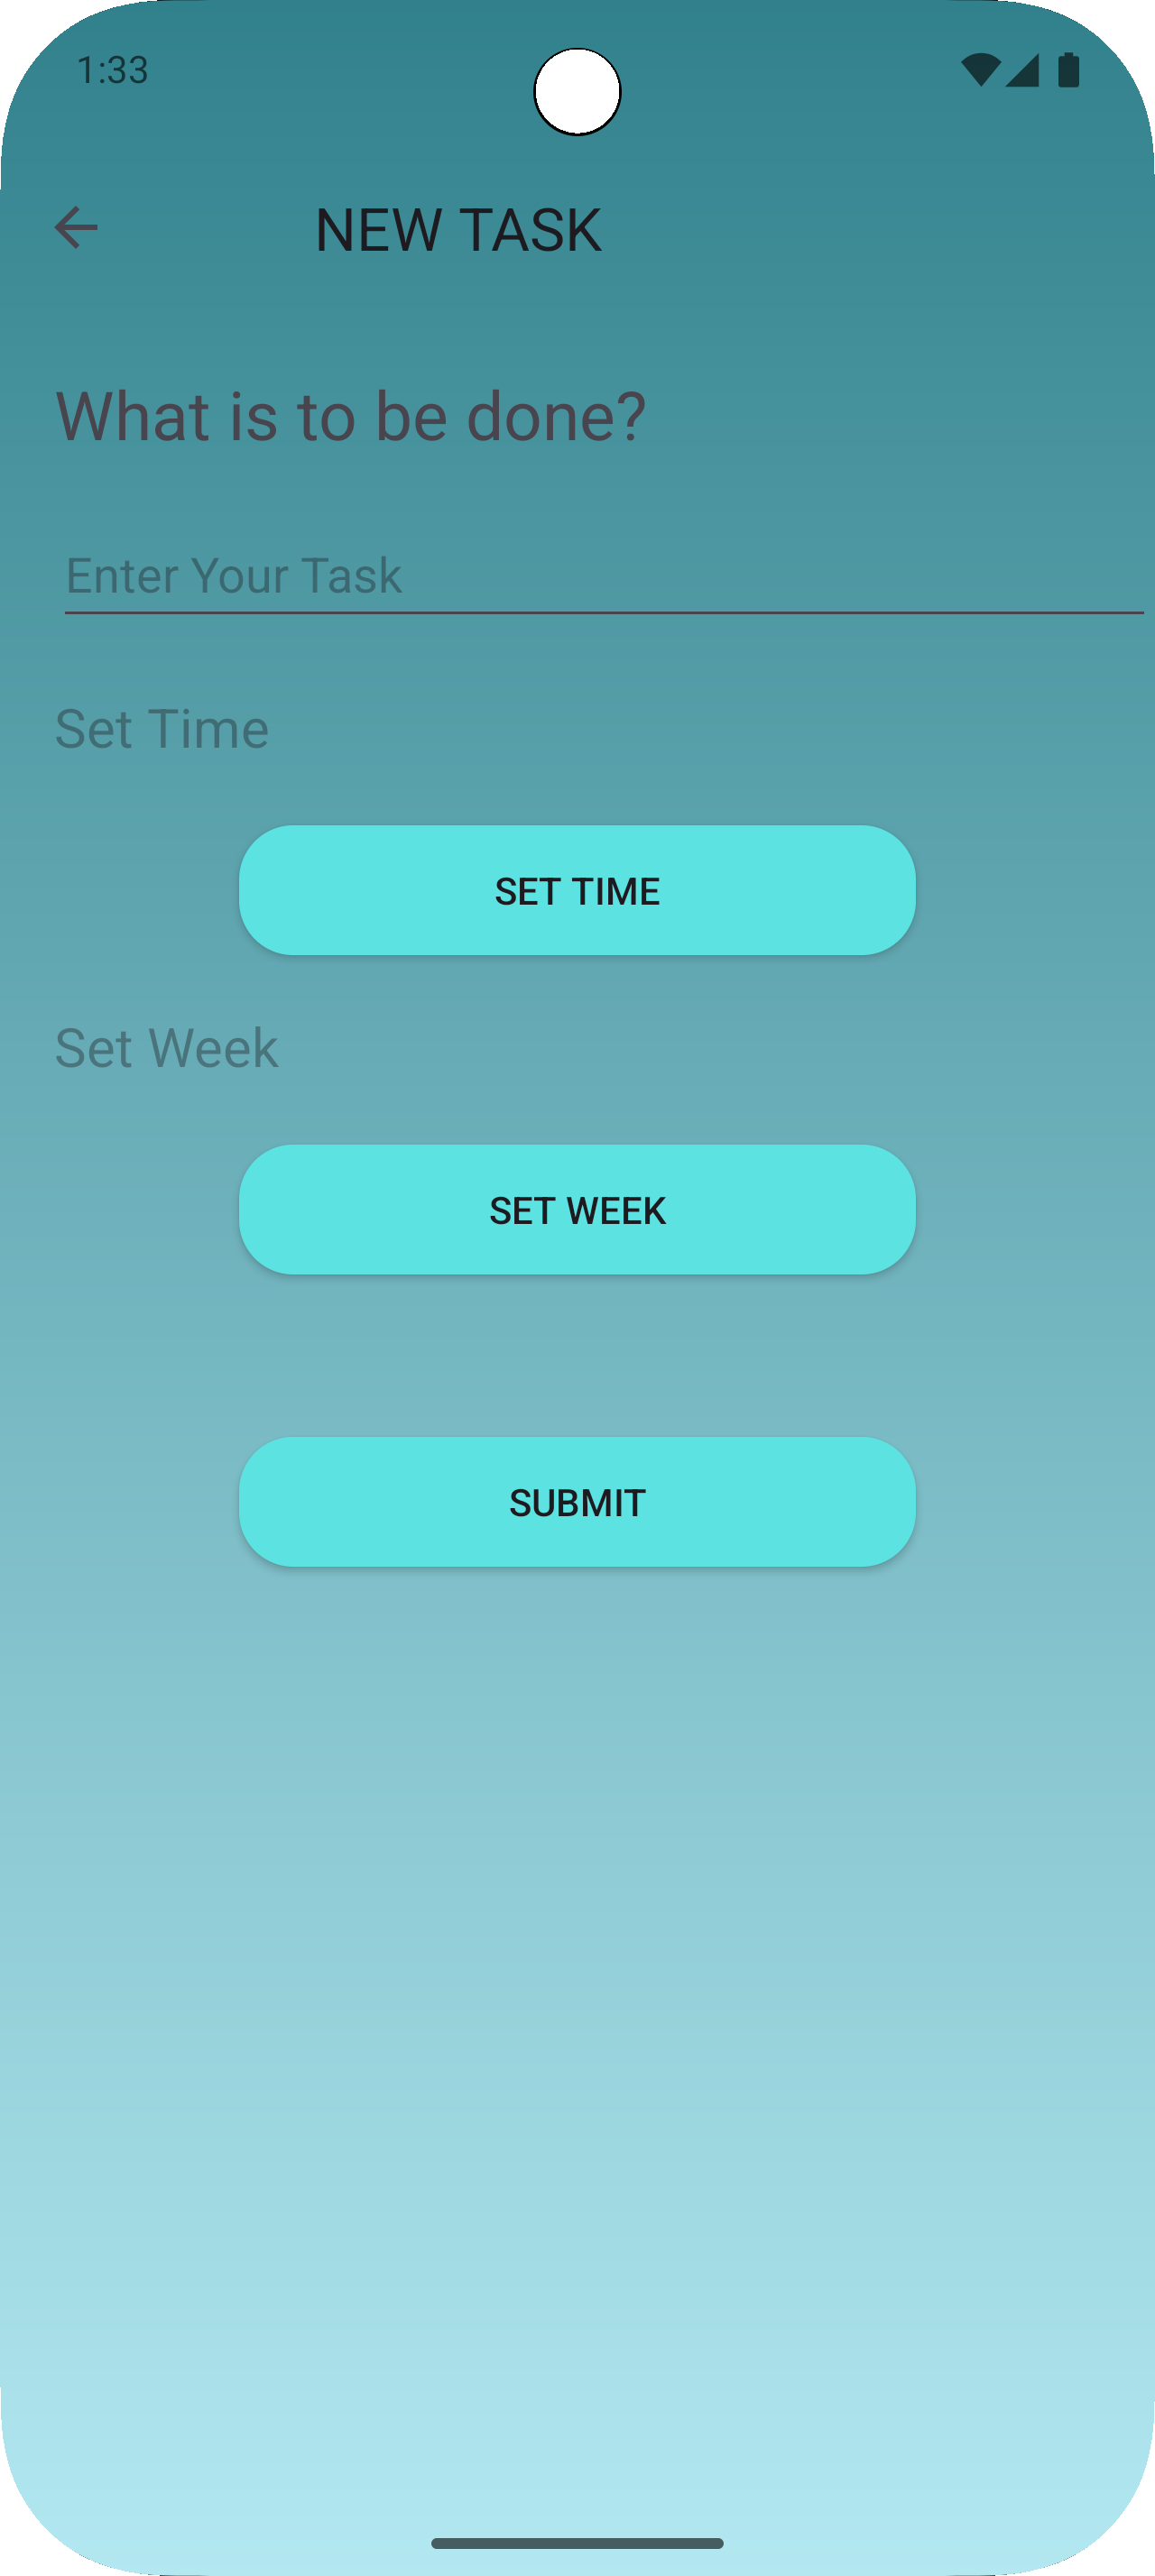 1:33
NEW TASK
What is to be done?
Enter Your Task
Set Time
SET TIME
Set Week
SET WEEK
SUBMIT